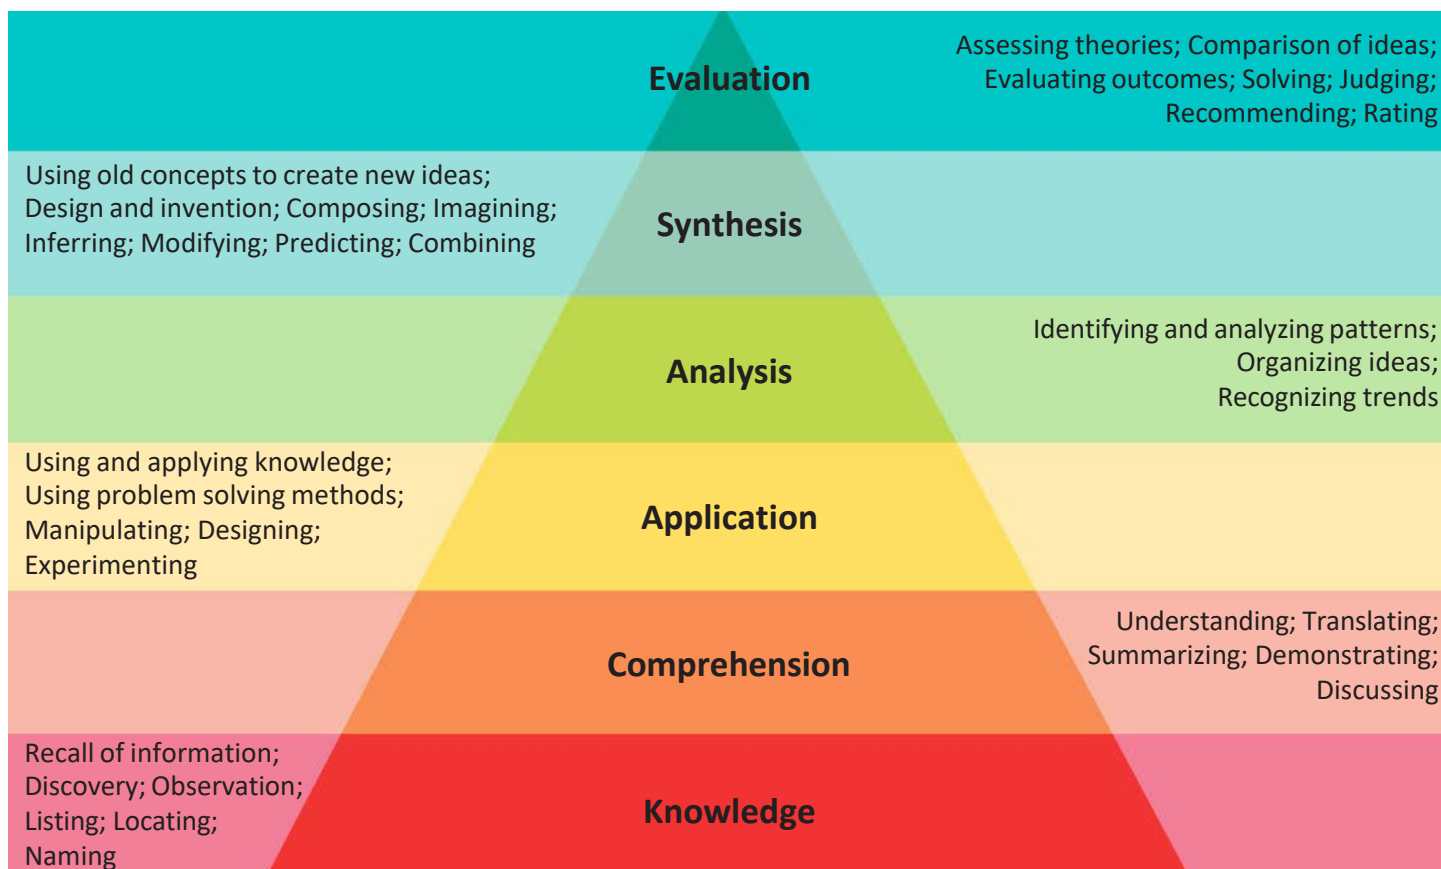 Evaluation
Assessing theories; Comparison of ideas;
Evaluating outcomes; Solving; Judging;
Recommending; Rating
Using old concepts to create new ideas;
Design and invention; Composing; Imagining;
Inferring; Modifying; Predicting; Combining
Synthesis
Analysis
Identifying and analyzing patterns;
Organizing ideas;
Recognizing trends
Using and applying knowledge;
Using problem solving methods;
Manipulating; Designing;
Experimenting
Application
Comprehension
Understanding; Translating;
Summarizing; Demonstrating;
Discussing
Recall of information;
Discovery; Observation;
Listing; Locating;
Naming
Knowledge